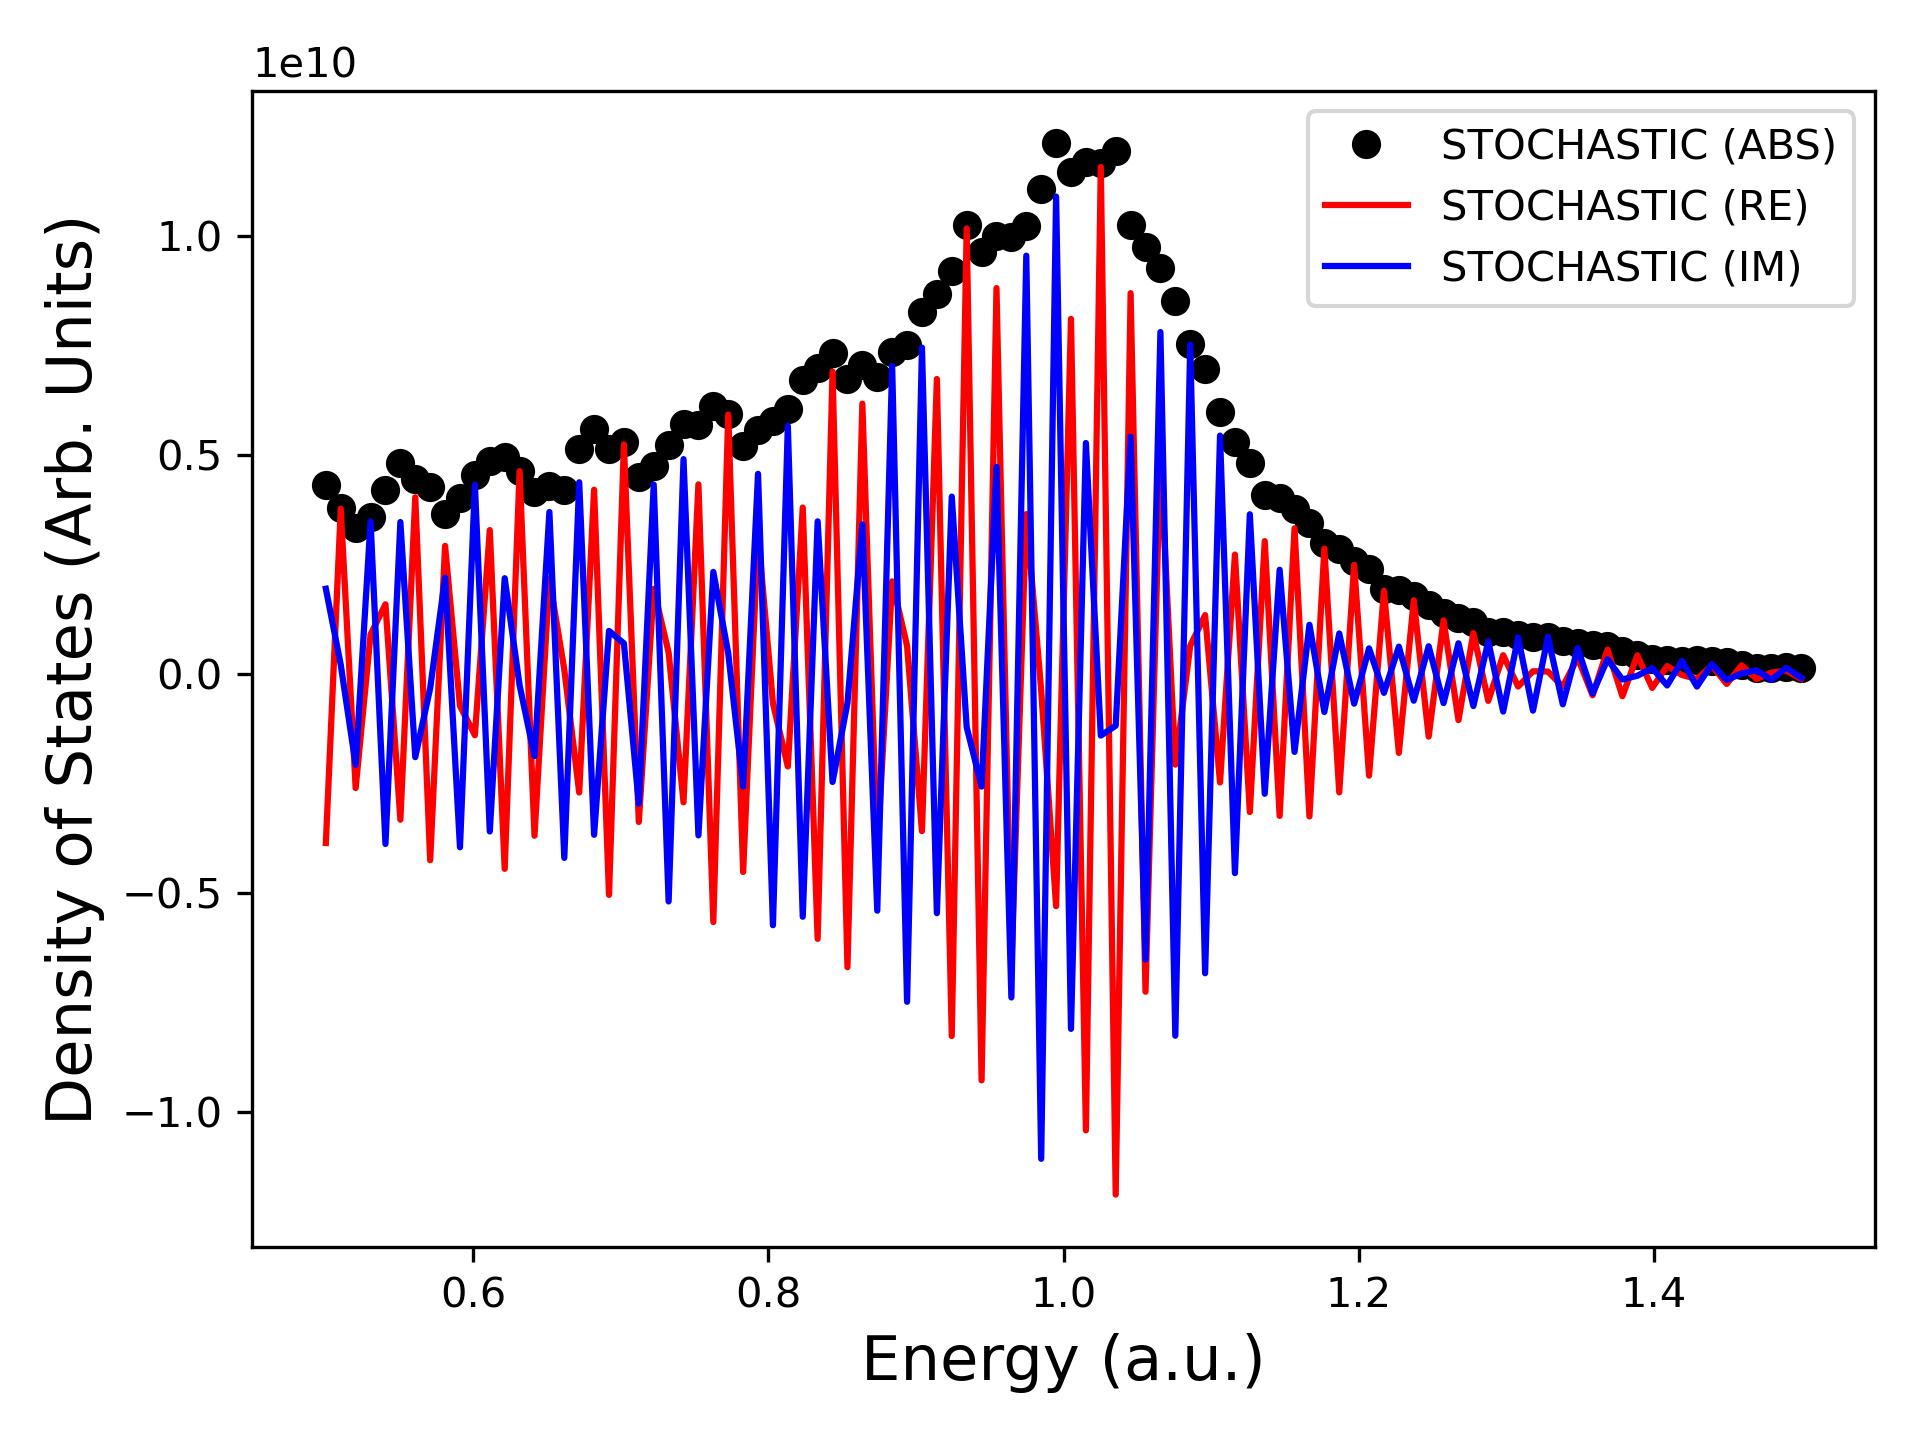 1e10
Density of States (Arb. Units)
1.0
0.5
0.0
−0.5
−1.0
STOCHASTIC (ABS)
STOCHASTIC (RE)
STOCHASTIC (IM)
0.6 0.8 1.0 1.2 1.4
Energy (a.u.)